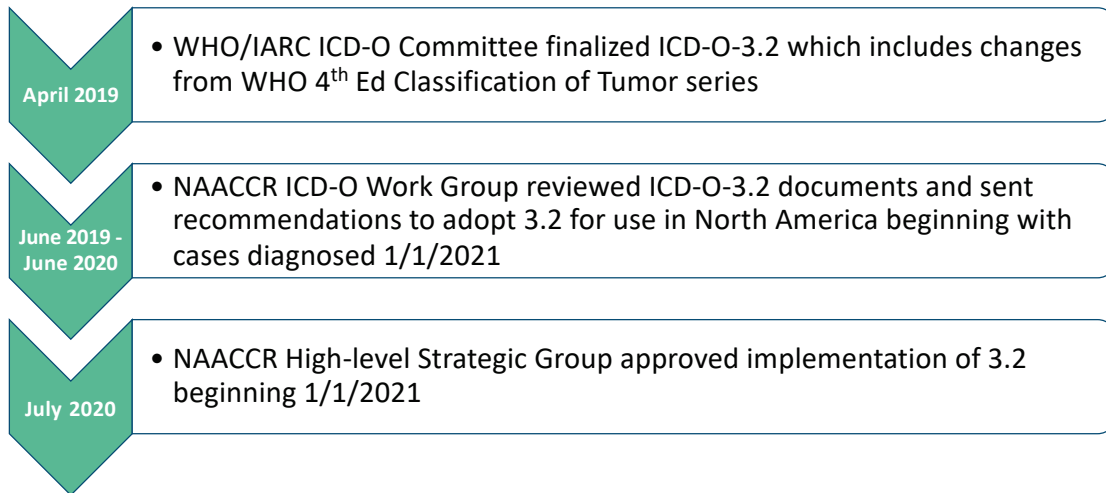 April 2019
• WHO/IARC ICD-O Committee finalized ICD-O-3.2 which includes changes
from WHO 4th Ed Classification of Tumor series
June 2019 -
June 2020
• NAACCR ICD-O Work Group reviewed ICD-O-3.2 documents and sent
recommendations to adopt 3.2 for use in North America beginning with
cases diagnosed 1/1/2021
July 2020
• NAACCR High-level Strategic Group approved implementation of 3.2
beginning 1/1/2021